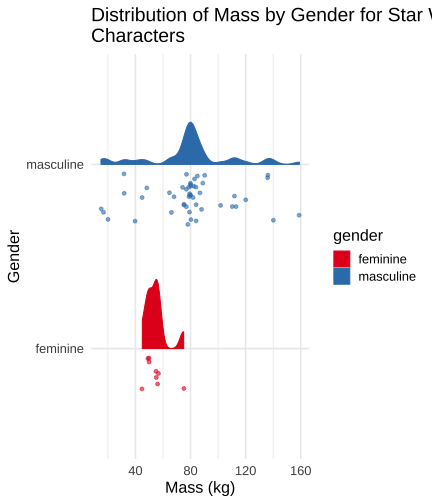 Distribution of Mass by Gender for Star
Characters
masculine
Gender
gender
feminine
masculine
feminine
40 80 120 160
Mass (kg)